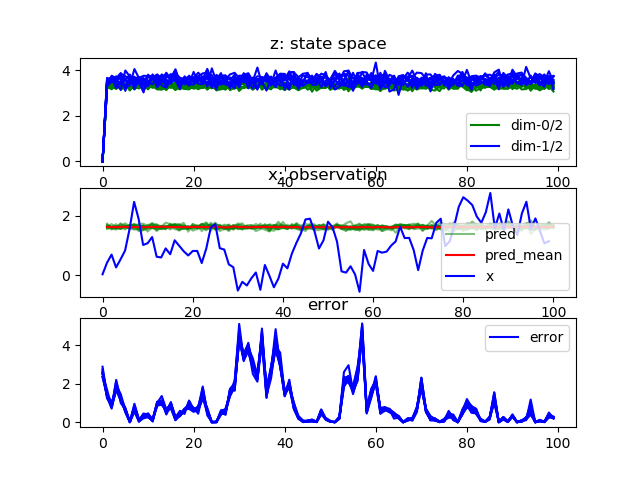 z: state space
4
2
0
dim-0/2
dim-1/2
0 20 40 60 80 100
x: observation
2
0
pred
pred_mean
x
0 20 40 60 80 100
error
4
2
0
error
0 20 40 60 80 100